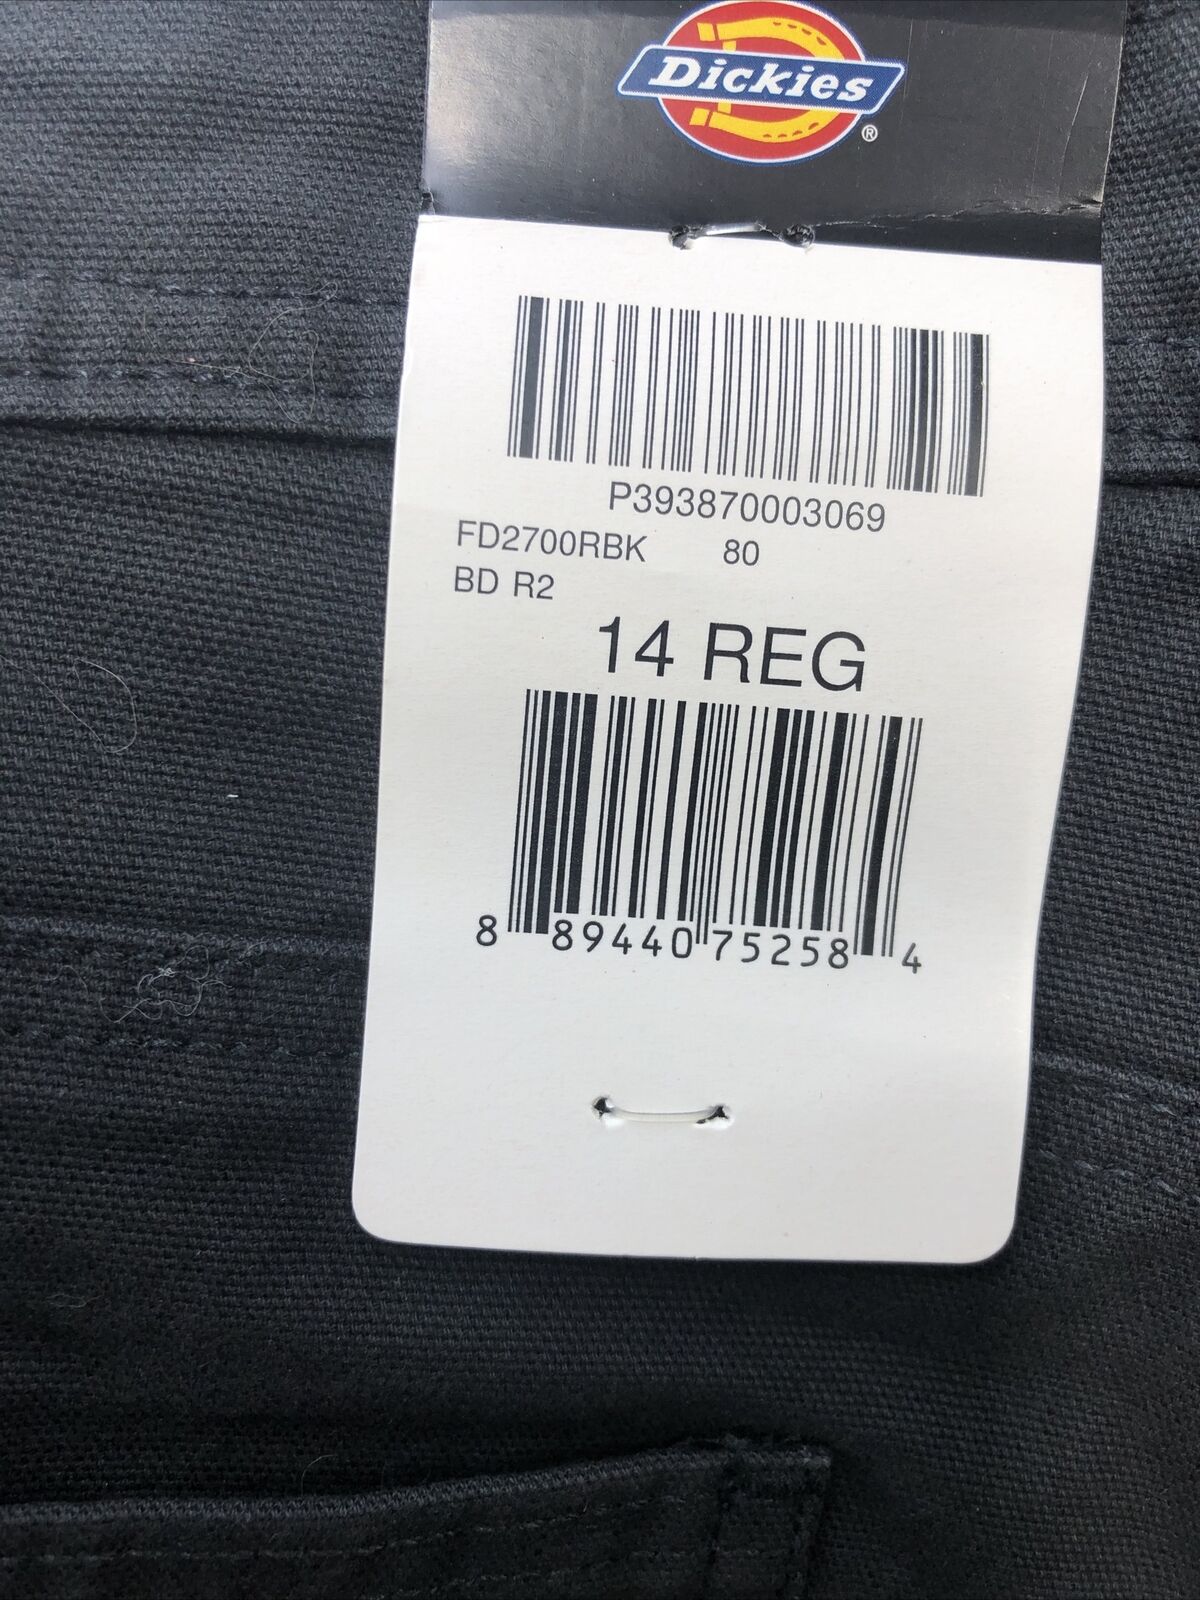 Dickies
®
P393870003069
FD2700RBK 80
BD R2
14 REG
8 89440 75258 4